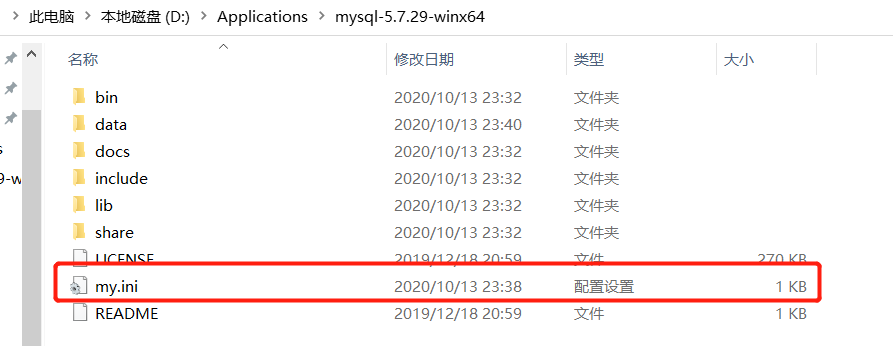 此电脑 > 本地磁盘 (D:) > Applications > mysql-5.7.29-winx64
名称 修改日期 类型 大小
bin 2020/10/13 23:32 文件夹
data 2020/10/13 23:40 文件夹
docs 2020/10/13 23:32 文件夹
s
include 2020/10/13 23:32 文件夹
9-w
lib 2020/10/13 23:32 文件夹
share 2020/10/13 23:32 文件夹
LICENSE 2019/12/18 20:59 文件 270 KB
my.ini 2020/10/13 23:38 配置设置 1 KB
README 2019/12/18 20:59 文件 1 KB